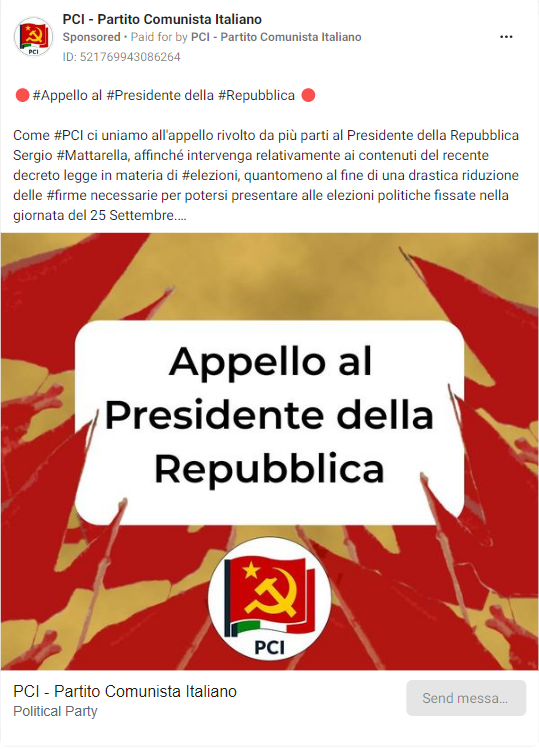 PCI - Partito Comunista Italiano
Sponsored • Paid for by PCI - Partito Comunista Italiano
ID: 521769943086264
🔴 #Appello al #Presidente della #Repubblica 🔴
Come #PCI ci uniamo all'appello rivolto da più parti al Presidente della Repubblica
Sergio #Mattarella, affinché intervenga relativamente ai contenuti del recente
decreto legge in materia di #elezioni, quantomeno al fine di una drastica riduzione
delle #firme necessarie per potersi presentare alle elezioni politiche fissate nella
giornata del 25 Settembre....
Appello al
Presidente della
Repubblica
PCI
PCI - Partito Comunista Italiano
Political Party
Send messa...